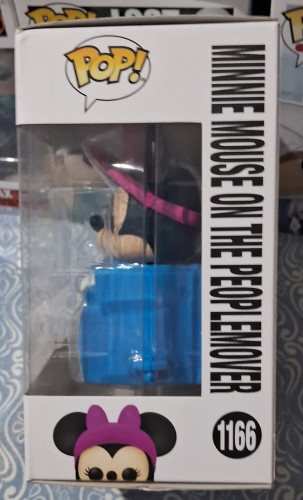 POP!
MINNIE MOUSE ON THE PEOPLEMOVER
1166